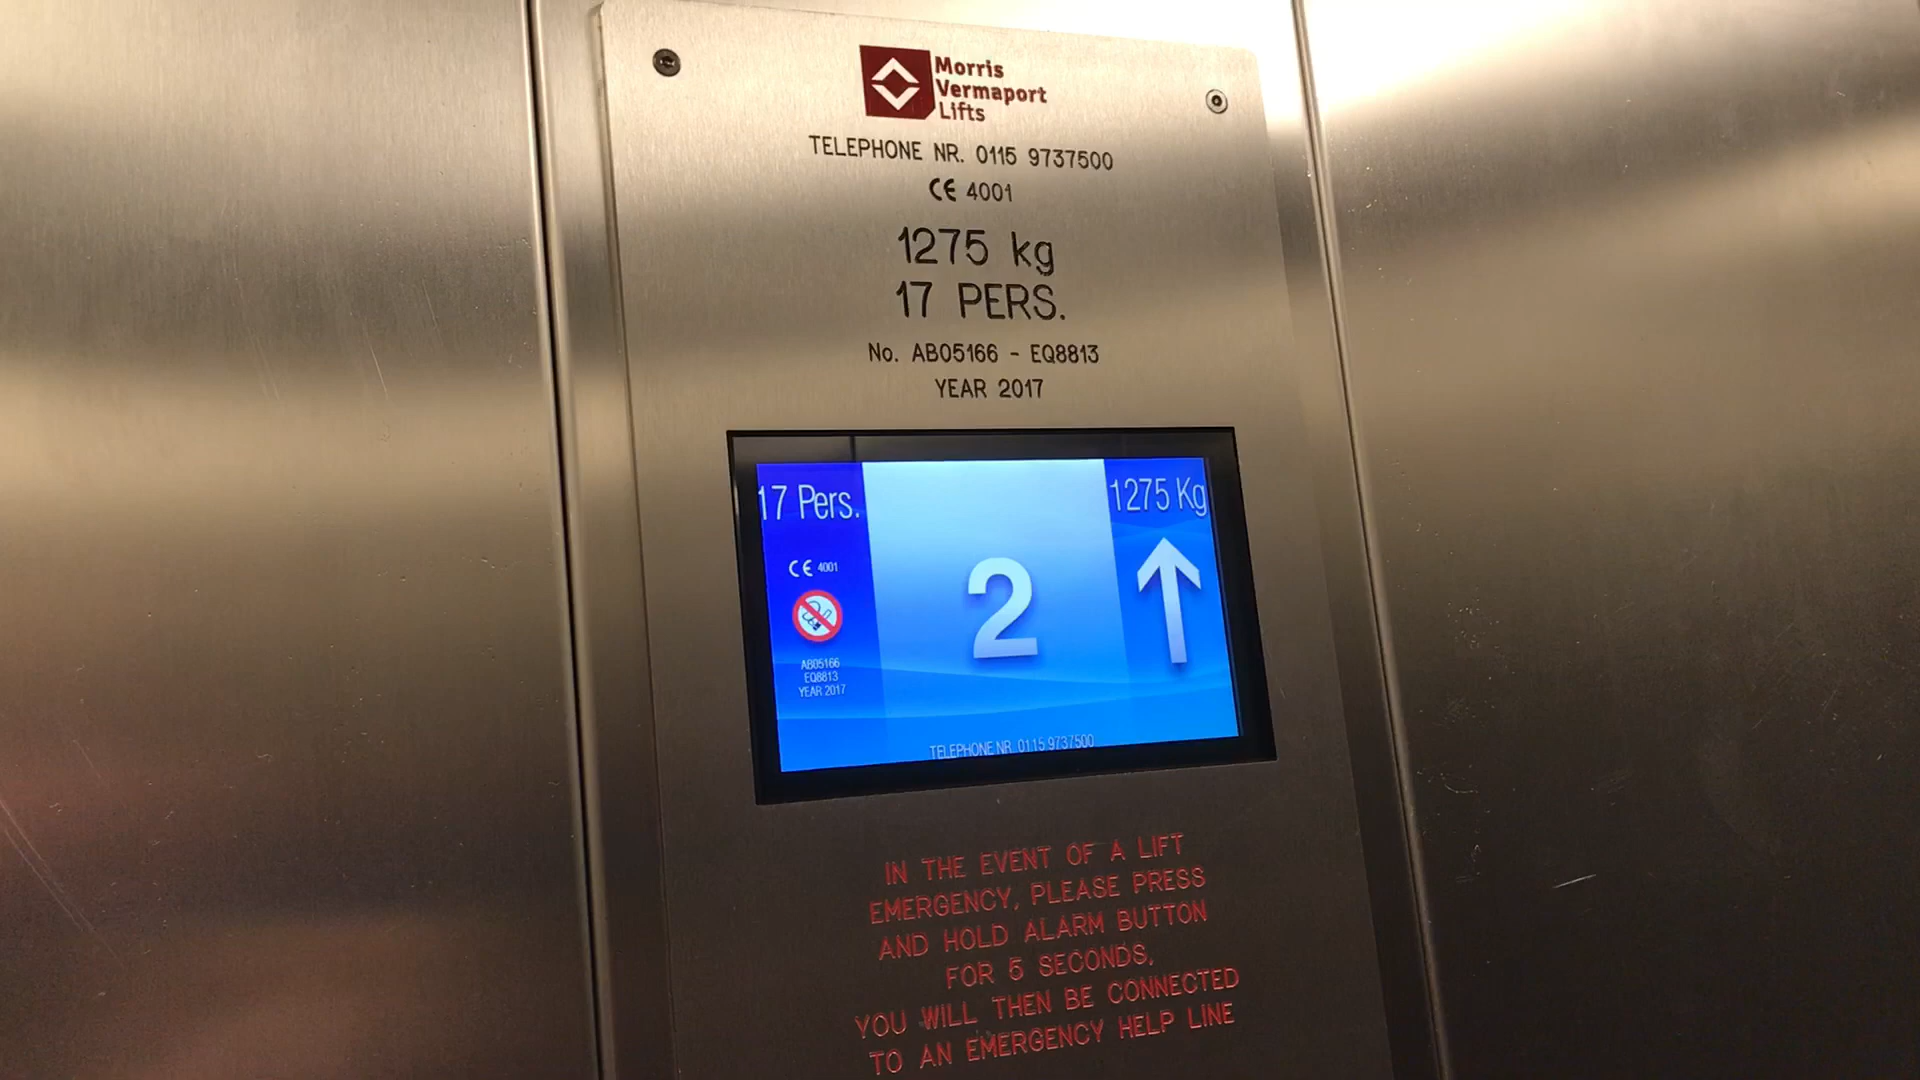 Morris
Vermaport
Lifts
TELEPHONE NR. 0115 9737500
CE 4001
1275 kg
17 PERS.
No. AB05166 - EQ8813
YEAR 2017
17 Pers.
1275 Kg
CE 4001
2
AB05166
EQ8813
YEAR 2017
TELEPHONE NR. 0115 9737500
IN THE EVENT OF A LIFT
EMERGENCY, PLEASE PRESS
AND HOLD ALARM BUTTON
FOR 5 SECONDS,
YOU WILL THEN BE CONNECTED
TO AN EMERGENCY HELP LINE